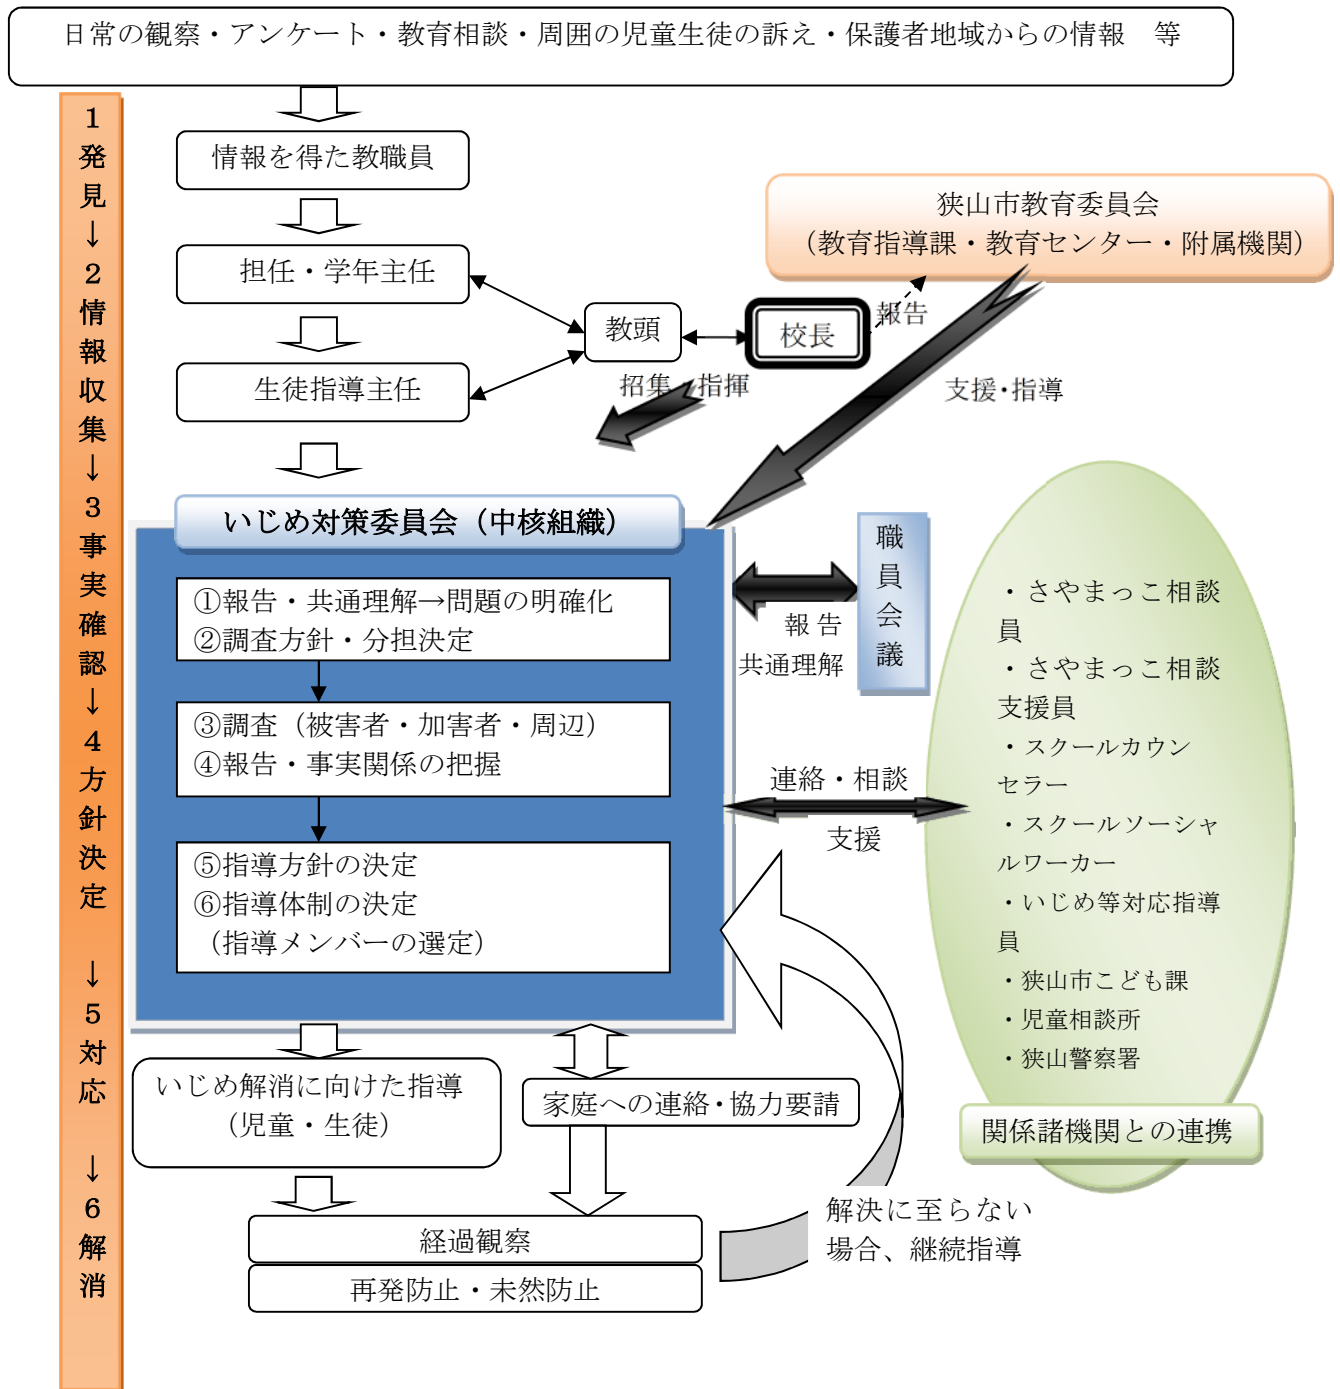 日常の観察・アンケート・教育相談・周囲の児童生徒の訴え・保護者地域からの情報　等
1発見↓2情報収集↓3事実確認↓4方針決定　↓5対応　↓6解消
情報を得た教職員
担任・学年主任
生徒指導主任
教頭
校長
報告
狭山市教育委員会
（教育指導課・教育センター・附属機関）
招集　指揮
支援・指導
いじめ対策委員会（中核組織）
①報告・共通理解→問題の明確化
②調査方針・分担決定
③調査（被害者・加害者・周辺）
④報告・事実関係の把握
⑤指導方針の決定
⑥指導体制の決定
（指導メンバーの選定）
職員会議
報 告
共通理解
連絡・相談
支援
・さやまっこ相談
員
・さやまっこ相談
支援員
・スクールカウン
セラー
・スクールソーシャ
ルワーカー
・いじめ等対応指導
員
・狭山市こども課
・児童相談所
・狭山警察署
関係諸機関との連携
いじめ解消に向けた指導
（児童・生徒）
家庭への連絡・協力要請
経過観察
再発防止・未然防止
解決に至らない
場合、継続指導